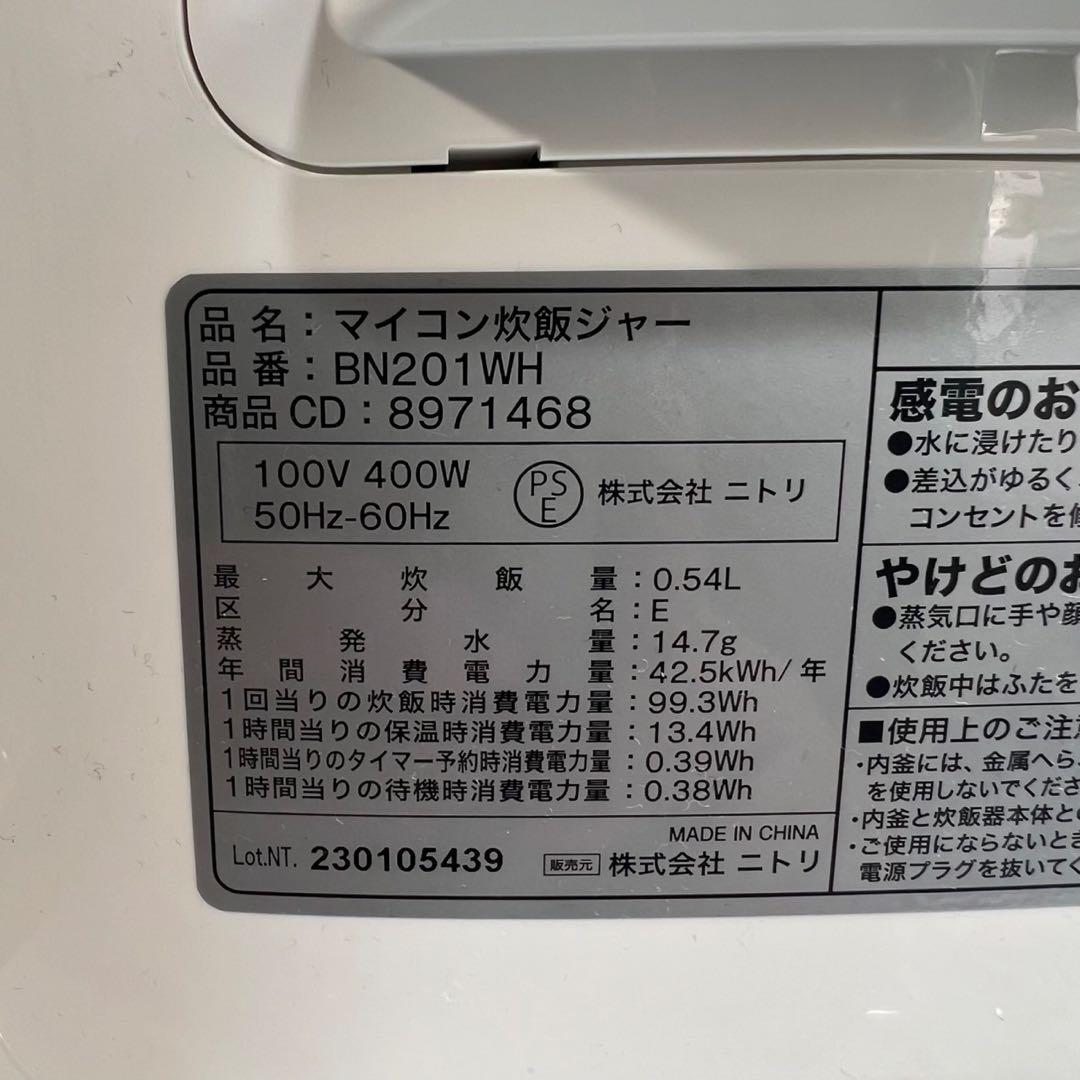 品名：マイコン炊飯ジャー
品番：BN201WH
商品CD：8971468
100V 400W
50Hz-60Hz
PS
E
株式会社 ニトリ
最大炊飯量：0.54L
区分名：E
蒸発水量：14.7g
年間消費電力量：42.5kWh/年
1回当りの炊飯時消費電力量：99.3Wh
1時間当りの保温時消費電力量：13.4Wh
1時間当りのタイマー予約時消費電力量：0.39Wh
1時間当りの待機時消費電力量：0.38Wh
MADE IN CHINA
Lot.NT. 230105439 販売元 株式会社 ニトリ
感電のお
●水に浸けたり
●差込がゆるく、
コンセントを
やけどのお
●蒸気口に手や顔
ください。
●炊飯中はふたを
■使用上のご注意
・内釜には、金属へら、
を使用しないでくださ
・内釜と炊飯器本体との
・ご使用にならないとき
電源プラグを抜いてく